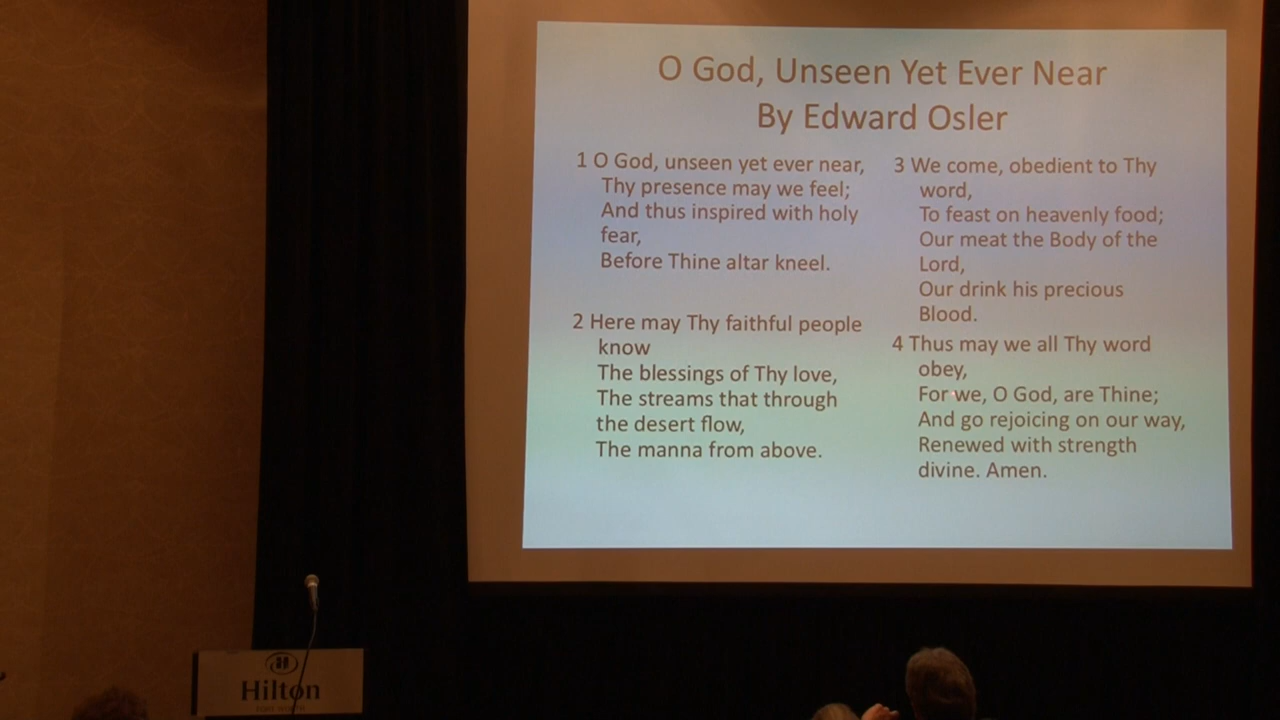 O God, Unseen Yet Ever Near
By Edward Osler
1 O God, unseen yet ever near,
Thy presence may we feel;
And thus inspired with holy
fear,
Before Thine altar kneel.
2 Here may Thy faithful people
know
The blessings of Thy love,
The streams that through
the desert flow,
The manna from above.
3 We come, obedient to Thy
word,
To feast on heavenly food;
Our meat the Body of the
Lord,
Our drink his precious
Blood.
4 Thus may we all Thy word
obey,
For we, O God, are Thine;
And go rejoicing on our way,
Renewed with strength
divine. Amen.
H
Hilton